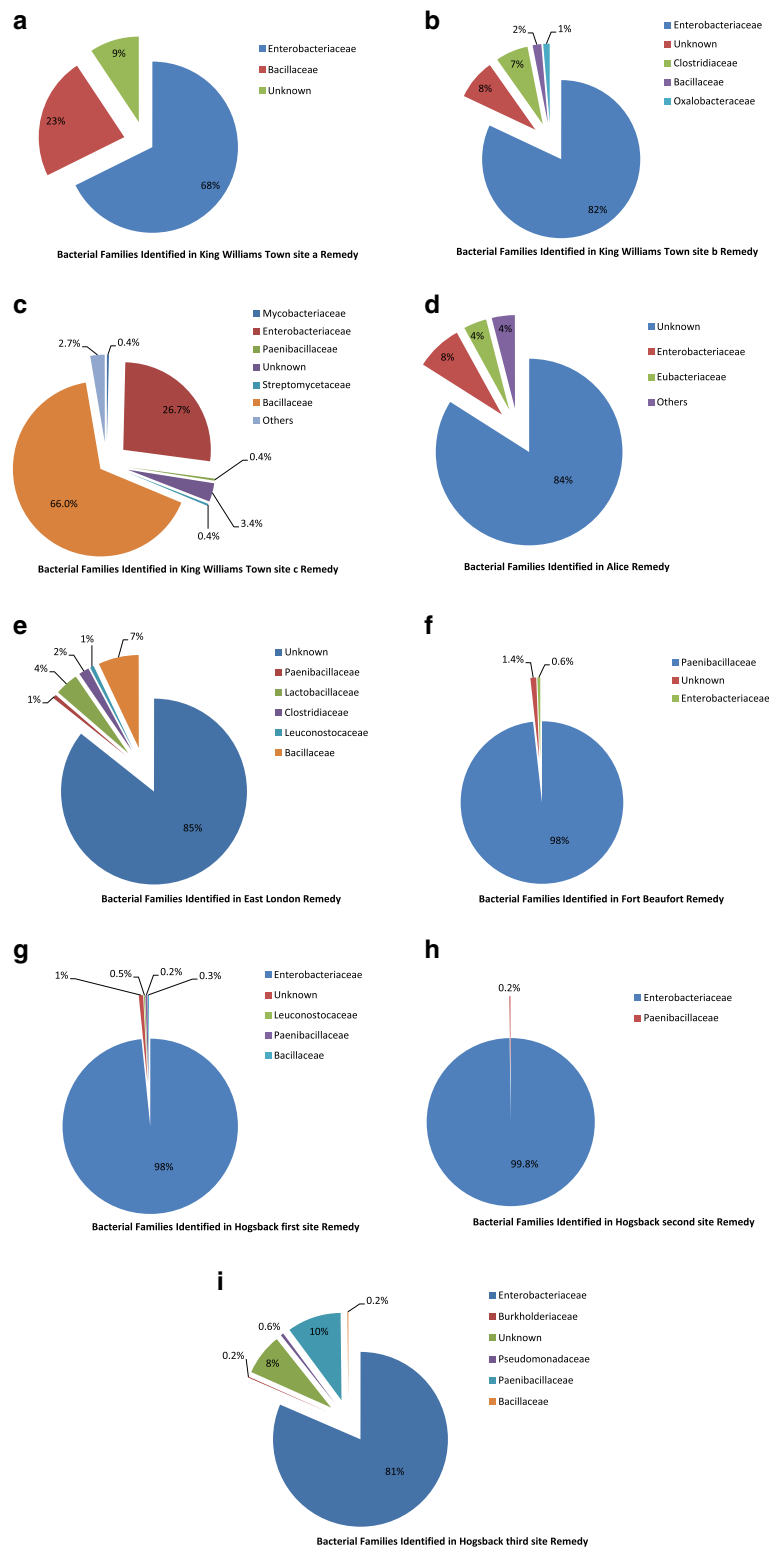 a
9%
23%
68%
Enterobacteriaceae
Bacillaceae
Unknown
Bacterial Families Identified in King Williams Town site a Remedy
b
2%
1%
8%
7%
82%
Enterobacteriaceae
Unknown
Clostridiaceae
Bacillaceae
Oxalobacteraceae
Bacterial Families Identified in King Williams Town site b Remedy
c
2.7%
0.4%
26.7%
0.4%
3.4%
0.4%
66.0%
Mycobacteriaceae
Enterobacteriaceae
Paenibacillaceae
Unknown
Streptomycetaceae
Bacillaceae
Others
Bacterial Families Identified in King Williams Town site c Remedy
d
8%
4%
4%
84%
Unknown
Enterobacteriaceae
Eubacteriaceae
Others
Bacterial Families Identified in Alice Remedy
e
1%
4%
2%
1%
7%
85%
Unknown
Paenibacillaceae
Lactobacillaceae
Clostridiaceae
Leuconostocaceae
Bacillaceae
Bacterial Families Identified in East London Remedy
f
1.4%
0.6%
98%
Paenibacillaceae
Unknown
Enterobacteriaceae
Bacterial Families Identified in Fort Beaufort Remedy
g
1%
0.5%
0.2%
0.3%
98%
Enterobacteriaceae
Unknown
Leuconostocaceae
Paenibacillaceae
Bacillaceae
Bacterial Families Identified in Hogsback first site Remedy
h
0.2%
99.8%
Enterobacteriaceae
Paenibacillaceae
Bacterial Families Identified in Hogsback second site Remedy
i
0.2%
8%
0.6%
10%
0.2%
81%
Enterobacteriaceae
Burkholderiaceae
Unknown
Pseudomonadaceae
Paenibacillaceae
Bacillaceae
Bacterial Families Identified in Hogsback third site Remedy